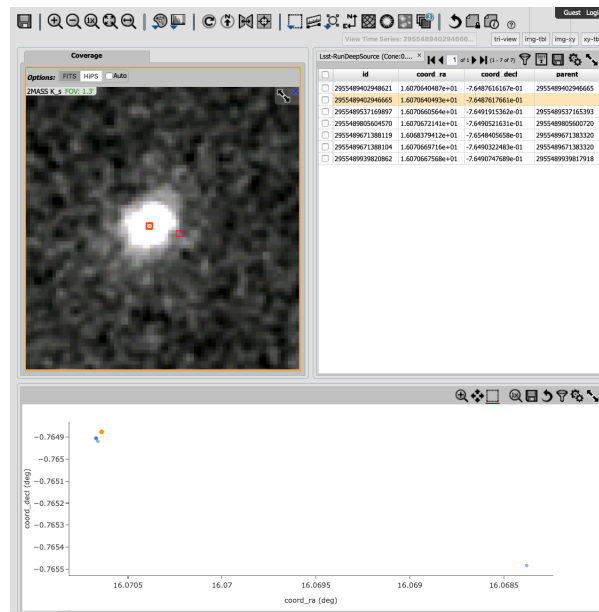 Guest Logi
View Time Series: 295548940294666...
tri-view img-tbl img-xy xy-tb
Coverage
Options: FITS HiPS Auto
2MASS K_s FOV: 1.3'
Lsst-RunDeepSource (Cone:0.... × 1 of 1 (1 - 7 of 7)
id coord_ra coord_decl parent
2955489402948621 1.6070640487e+01 -7.6487616167e-01 2955489402946665
2955489402946665 1.6070640493e+01 -7.6487617661e-01
2955489537169897 1.6070660564e+01 -7.6491915362e-01 29554895371​65393
2955489805604570 1.6070672141e+01 -7.6490521631e-01 2955489805600720
2955489671388119 1.6068379412e+01 -7.6548405658e-01 2955489671383320
2955489671388104 1.6070669716e+01 -7.6490322483e-01 2955489671383320
2955489939820862 1.6070667568e+01 -7.6490747689e-01 2955489939817918
1x
coord_decl (deg)
−0.7649
−0.765
−0.7651
−0.7652
−0.7653
−0.7654
−0.7655
16.0705 16.07 16.0695 16.069 16.0685
coord_ra (deg)